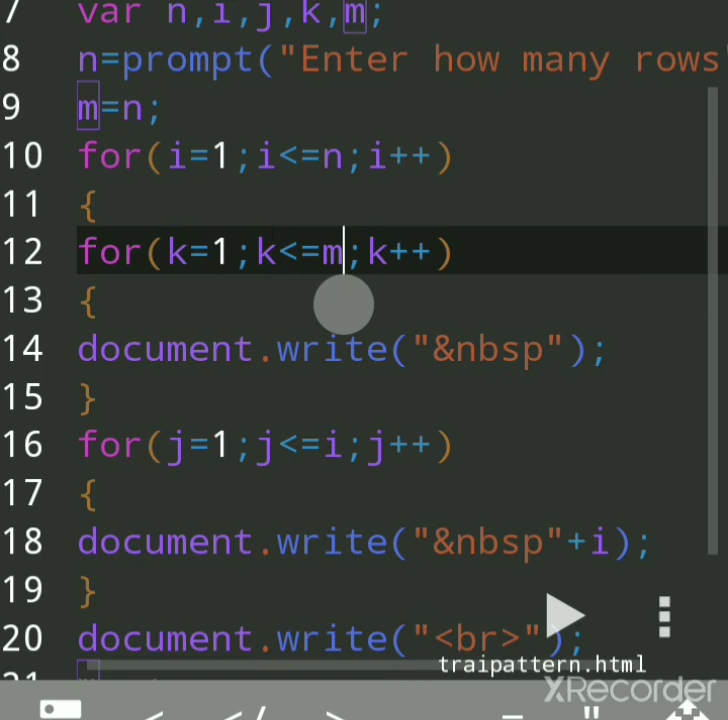 7 var n,i,j,k,m;
8 n=prompt("Enter how many rows
9 m=n;
10 for(i=1;i<=n;i++)
11 {
12 for(k=1;k<=m;k++)
13 {
14 document.write("&nbsp");
15 }
16 for(j=1;j<=i;j++)
17 {
18 document.write("&nbsp"+i);
19 }
20 document.write("<br>");
traipattern.html
XRecorder
< </ > = "